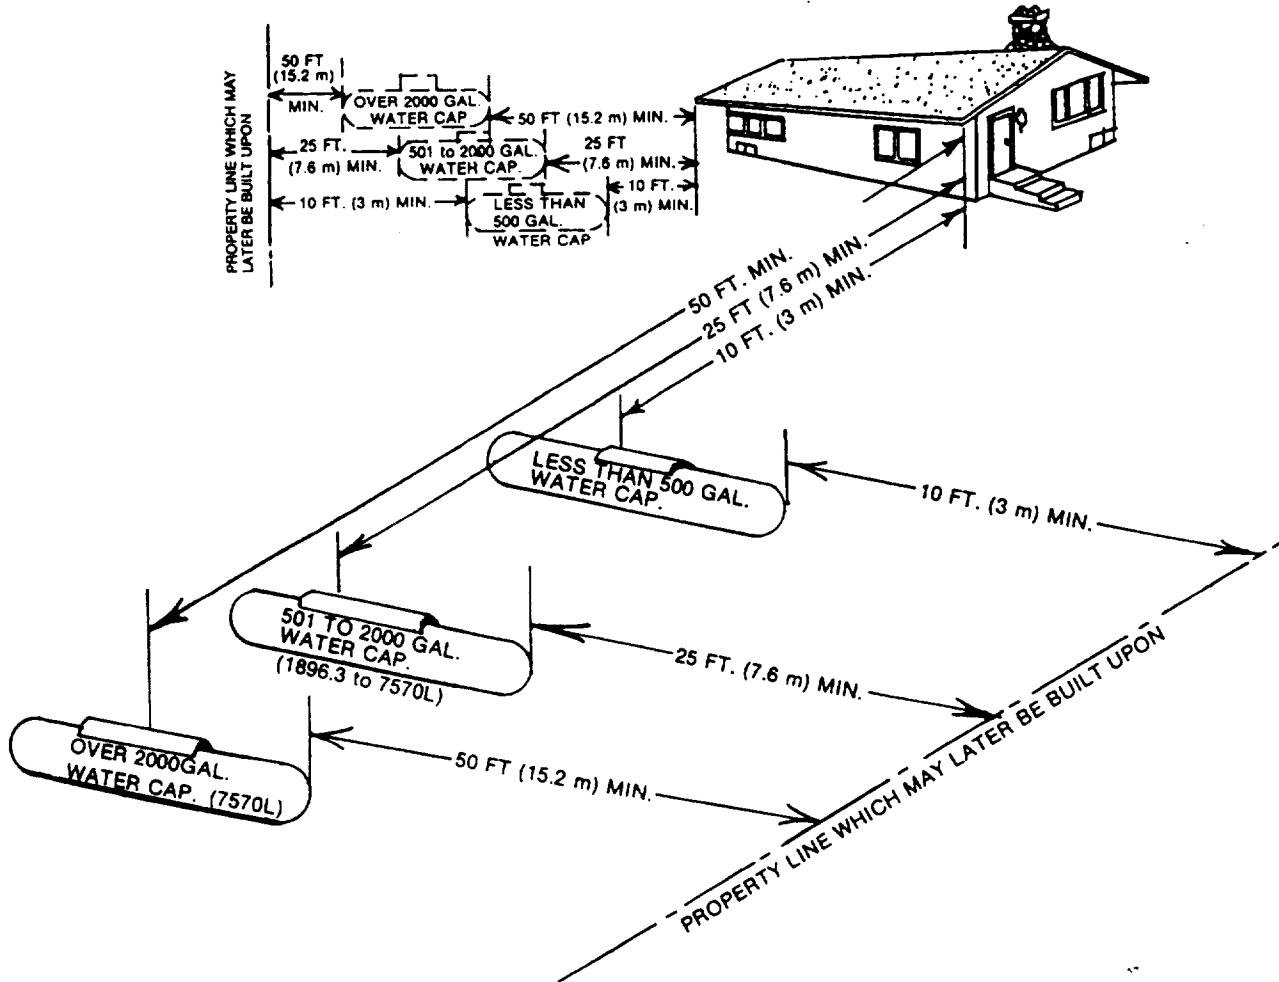 50 FT
(15.2 m)
MIN.
OVER 2000 GAL.
WATER CAP
50 FT (15.2 m) MIN.
PROPERTY LINE WHICH MAY
LATER BE BUILT UPON
25 FT.
(7.6 m) MIN.
501 to 2000 GAL.
WATER CAP.
25 FT
(7.6 m) MIN.
10 FT. (3 m) MIN.
LESS THAN
500 GAL.
WATER CAP
10 FT.
(3 m) MIN.
50 FT. MIN.
25 FT (7.6 m) MIN.
10 FT. (3 m) MIN.
LESS THAN 500 GAL.
WATER CAP.
10 FT. (3 m) MIN.
501 TO 2000 GAL.
WATER CAP.
(1896.3 to 7570L)
25 FT. (7.6 m) MIN.
OVER 2000GAL.
WATER CAP. (7570L)
50 FT (15.2 m) MIN.
PROPERTY LINE WHICH MAY LATER BE BUILT UPON